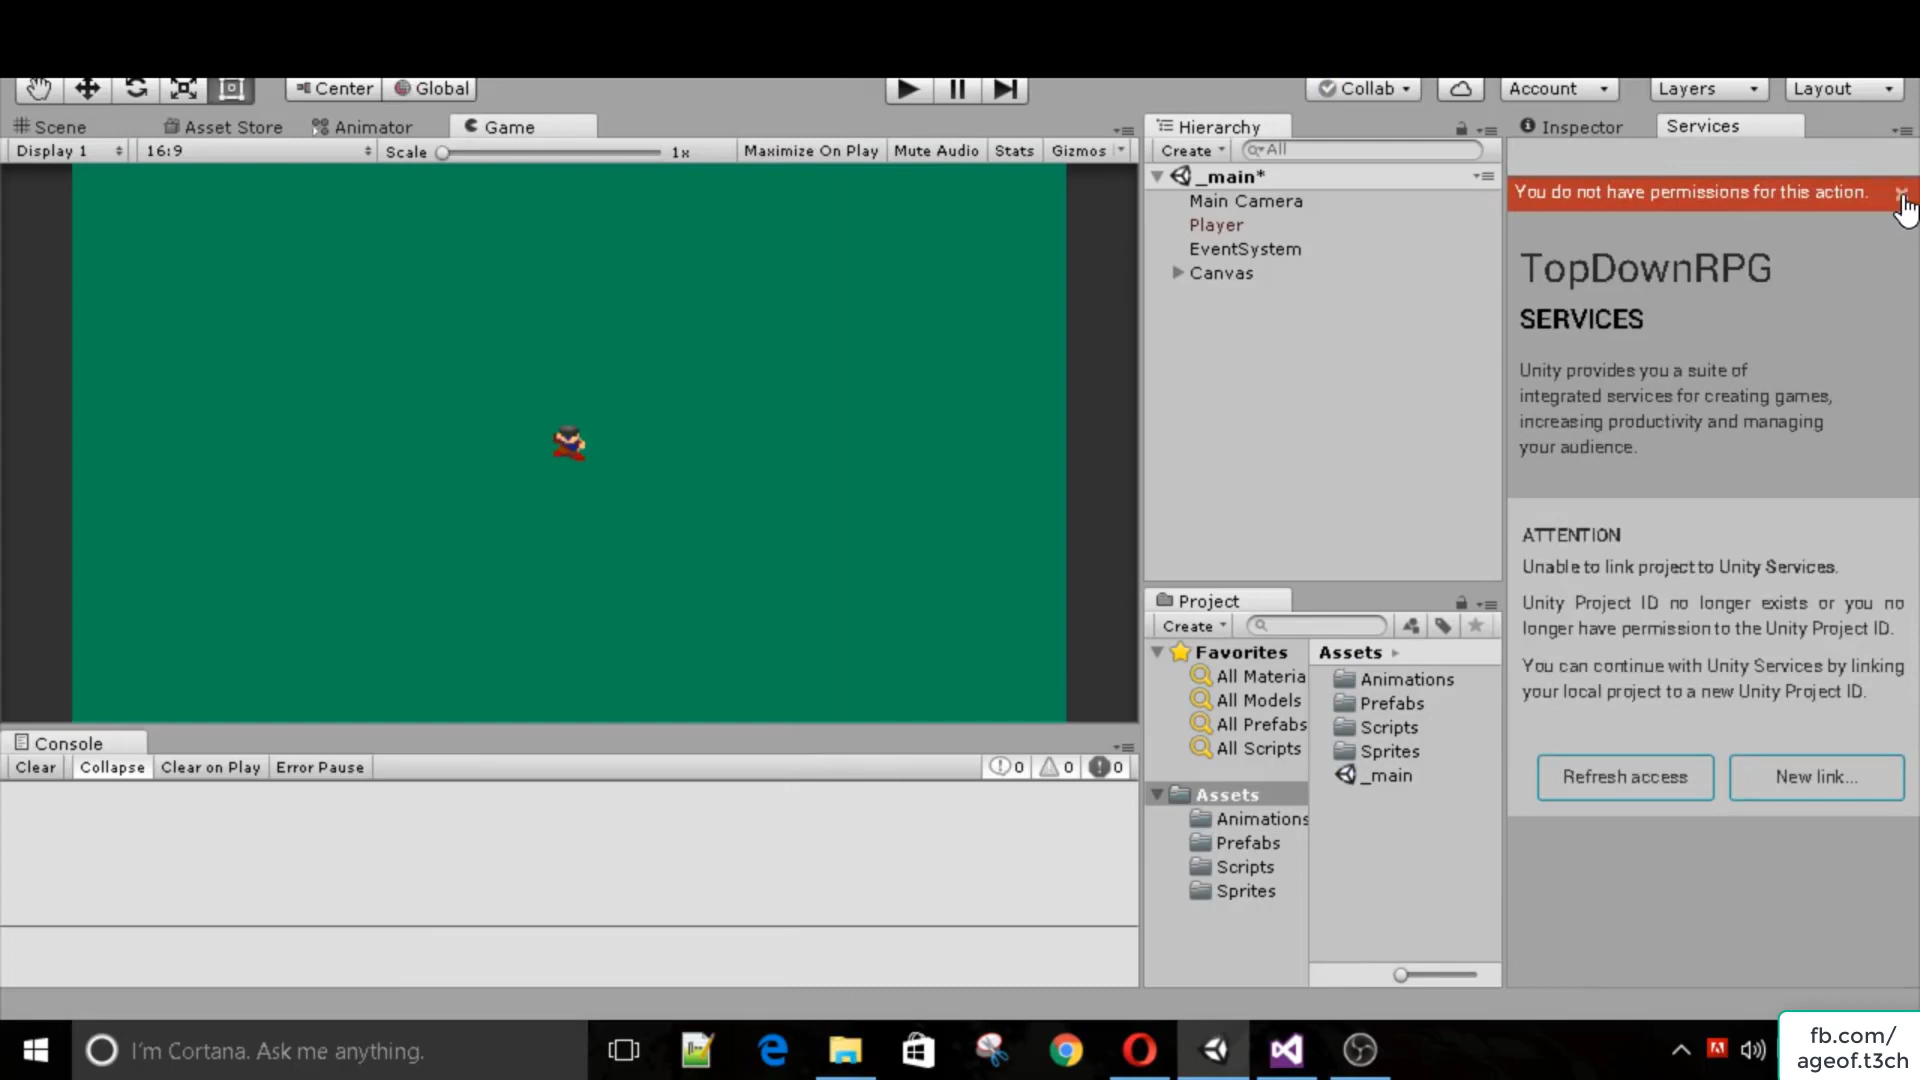 Center
Global
Collab
Account
Layers
Layout
Scene
Asset Store
Animator
Game
Display 1
16:9
Scale
1x
Maximize On Play
Mute Audio
Stats
Gizmos
Hierarchy
Create
All
_main*
Main Camera
Player
EventSystem
Canvas
Inspector
Services
You do not have permissions for this action.
TopDownRPG
SERVICES
Unity provides you a suite of
integrated services for creating games,
increasing productivity and managing
your audience.
ATTENTION
Unable to link project to Unity Services.
Unity Project ID no longer exists or you no
longer have permission to the Unity Project ID.
You can continue with Unity Services by linking
your local project to a new Unity Project ID.
Refresh access
New link...
Project
Create
Favorites
All Materia
All Models
All Prefabs
All Scripts
Assets
Animations
Prefabs
Scripts
Sprites
Assets
Animations
Prefabs
Scripts
Sprites
_main
Console
Clear
Collapse
Clear on Play
Error Pause
0
0
0
I'm Cortana. Ask me anything.
fb.com/
ageof.t3ch